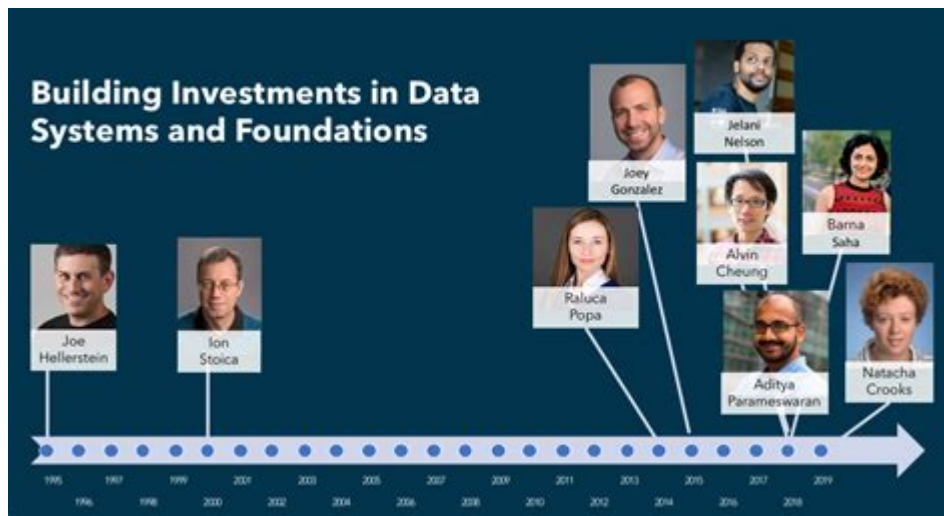 Building Investments in Data
Systems and Foundations
Joe
Hellerstein
Ion
Stoica
Raluca
Popa
Joey
Gonzalez
Jelani
Nelson
Alvin
Cheung
Aditya
Parameswaran
Barna
Saha
Natacha
Crooks
1995
1996
1997
1998
1999
2000
2001
2002
2003
2004
2005
2006
2007
2008
2009
2010
2011
2012
2013
2014
2015
2016
2017
2018
2019